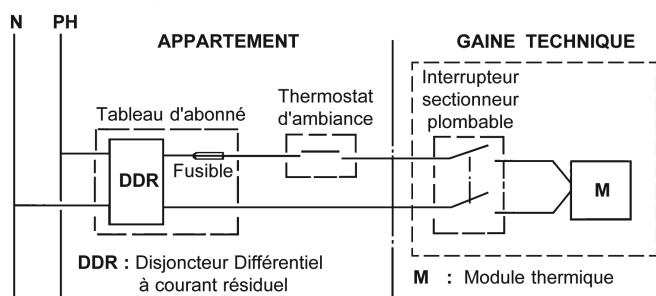 N PH
APPARTEMENT
GAINE TECHNIQUE
Tableau d'abonné
Thermostat
d'ambiance
Interrupteur
sectionneur
plombable
DDR
Fusible
M
DDR : Disjoncteur Différentiel
à courant résiduel
M : Module thermique